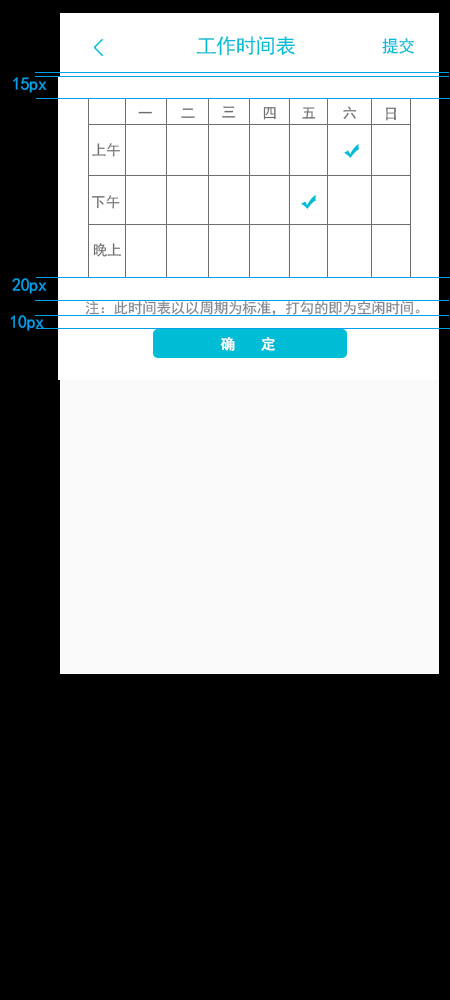 工作时间表 提交
15px
一 二 三 四 五 六 日
上午
下午
晚上
20px
注：此时间表以以周期为标准，打勾的即为空闲时间。
10px
确 定